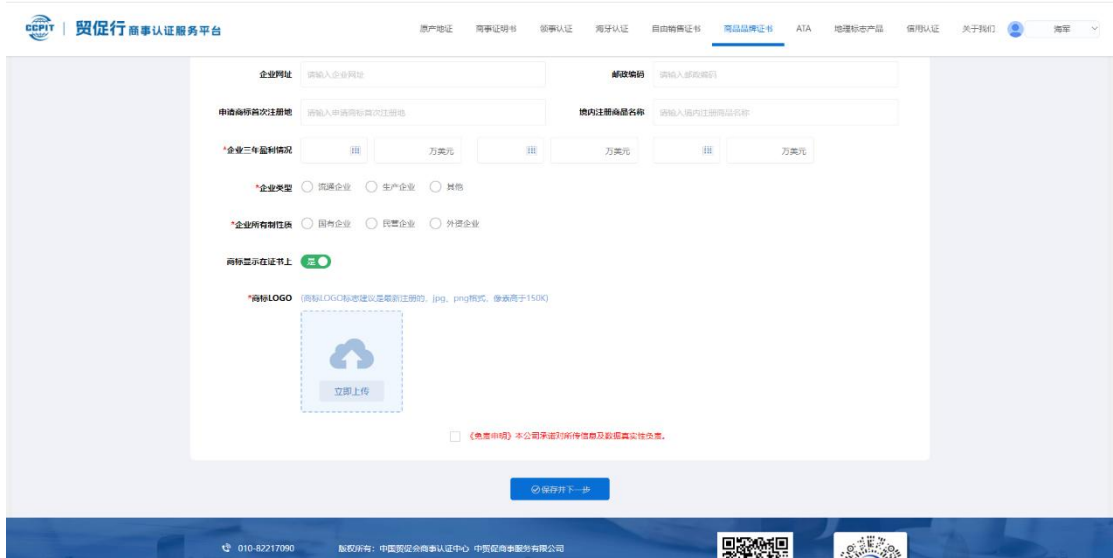 CCPIT 贸促行 商事认证服务平台 原产地证 商事证明书 领事认证 海牙认证 自由销售证书 商品品牌证书 ATA 地理标志产品 信用认证 关于我们 海军
企业网址 请输入企业网址 邮政编码 请输入邮政编码
申请商标首次注册地 请输入申请商标首次注册地 境内注册商品名称 请输入境内注册商品名称
*企业三年盈利情况 万美元 万美元 万美元
*企业类型 流通企业 生产企业 其他
*企业所有制性质 国有企业 民营企业 外资企业
商标显示在证书上 是
*商标LOGO (商标LOGO标志建议是最新注册的、jpg、png格式、像素高于150K)
立即上传
《免责申明》本公司承诺对所传信息及数据真实性负责。
保存并下一步
010-82217090 版权所有：中国贸促会商事认证中心 中贸促商事服务有限公司